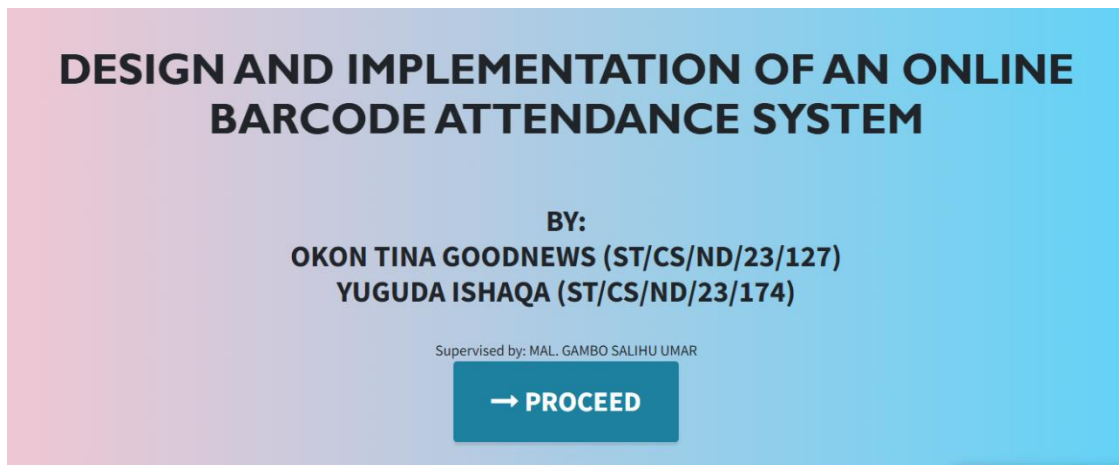 DESIGN AND IMPLEMENTATION OF AN ONLINE
BARCODE ATTENDANCE SYSTEM
BY:
OKON TINA GOODNEWS (ST/CS/ND/23/127)
YUGUDA ISHAQA (ST/CS/ND/23/174)
Supervised by: MAL. GAMBO SALIHU UMAR
→ PROCEED